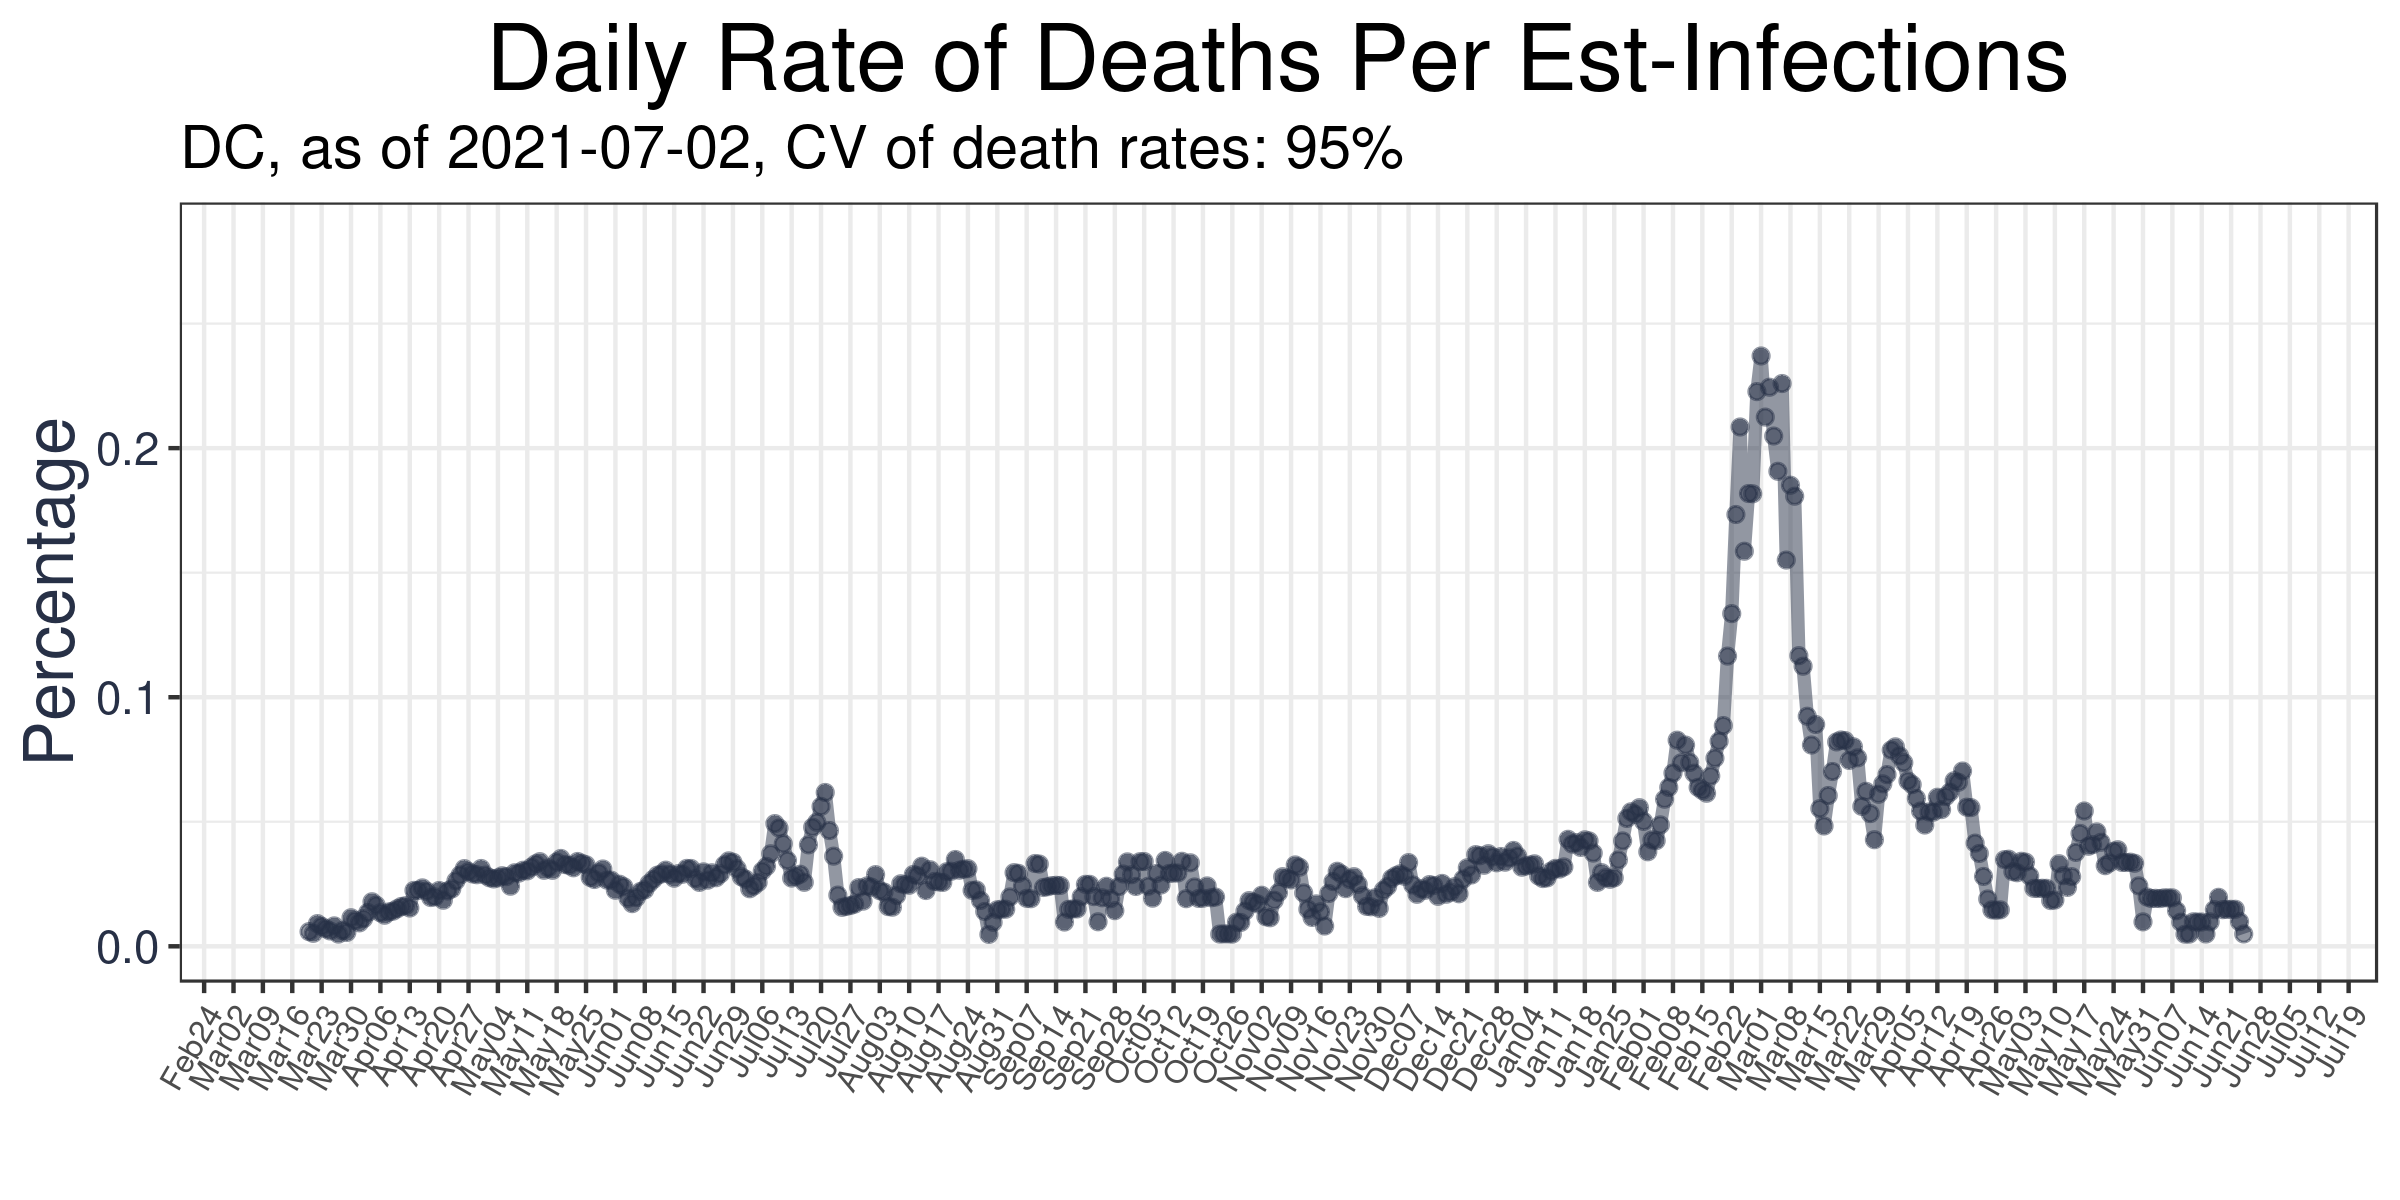 Daily Rate of Deaths Per Est-Infections
DC, as of 2021-07-02, CV of death rates: 95%
Percentage
0.2
0.1
0.0
Feb24
Mar02
Mar09
Mar16
Mar23
Mar30
Apr06
Apr13
Apr20
Apr27
May04
May11
May18
May25
Jun01
Jun08
Jun15
Jun22
Jun29
Jul06
Jul13
Jul20
Jul27
Aug03
Aug10
Aug17
Aug24
Aug31
Sep07
Sep14
Sep21
Sep28
Oct05
Oct12
Oct19
Oct26
Nov02
Nov09
Nov16
Nov23
Nov30
Dec07
Dec14
Dec21
Dec28
Jan04
Jan11
Jan18
Jan25
Feb01
Feb08
Feb15
Feb22
Mar01
Mar08
Mar15
Mar22
Mar29
Apr05
Apr12
Apr19
Apr26
May03
May10
May17
May24
May31
Jun07
Jun14
Jun21
Jun28
Jul05
Jul12
Jul19